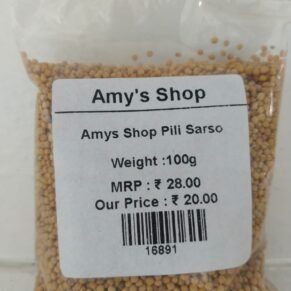 Amy's Shop
Amys Shop Pili Sarso
Weight :100g
MRP : ₹ 28.00
Our Price : ₹ 20.00
16891